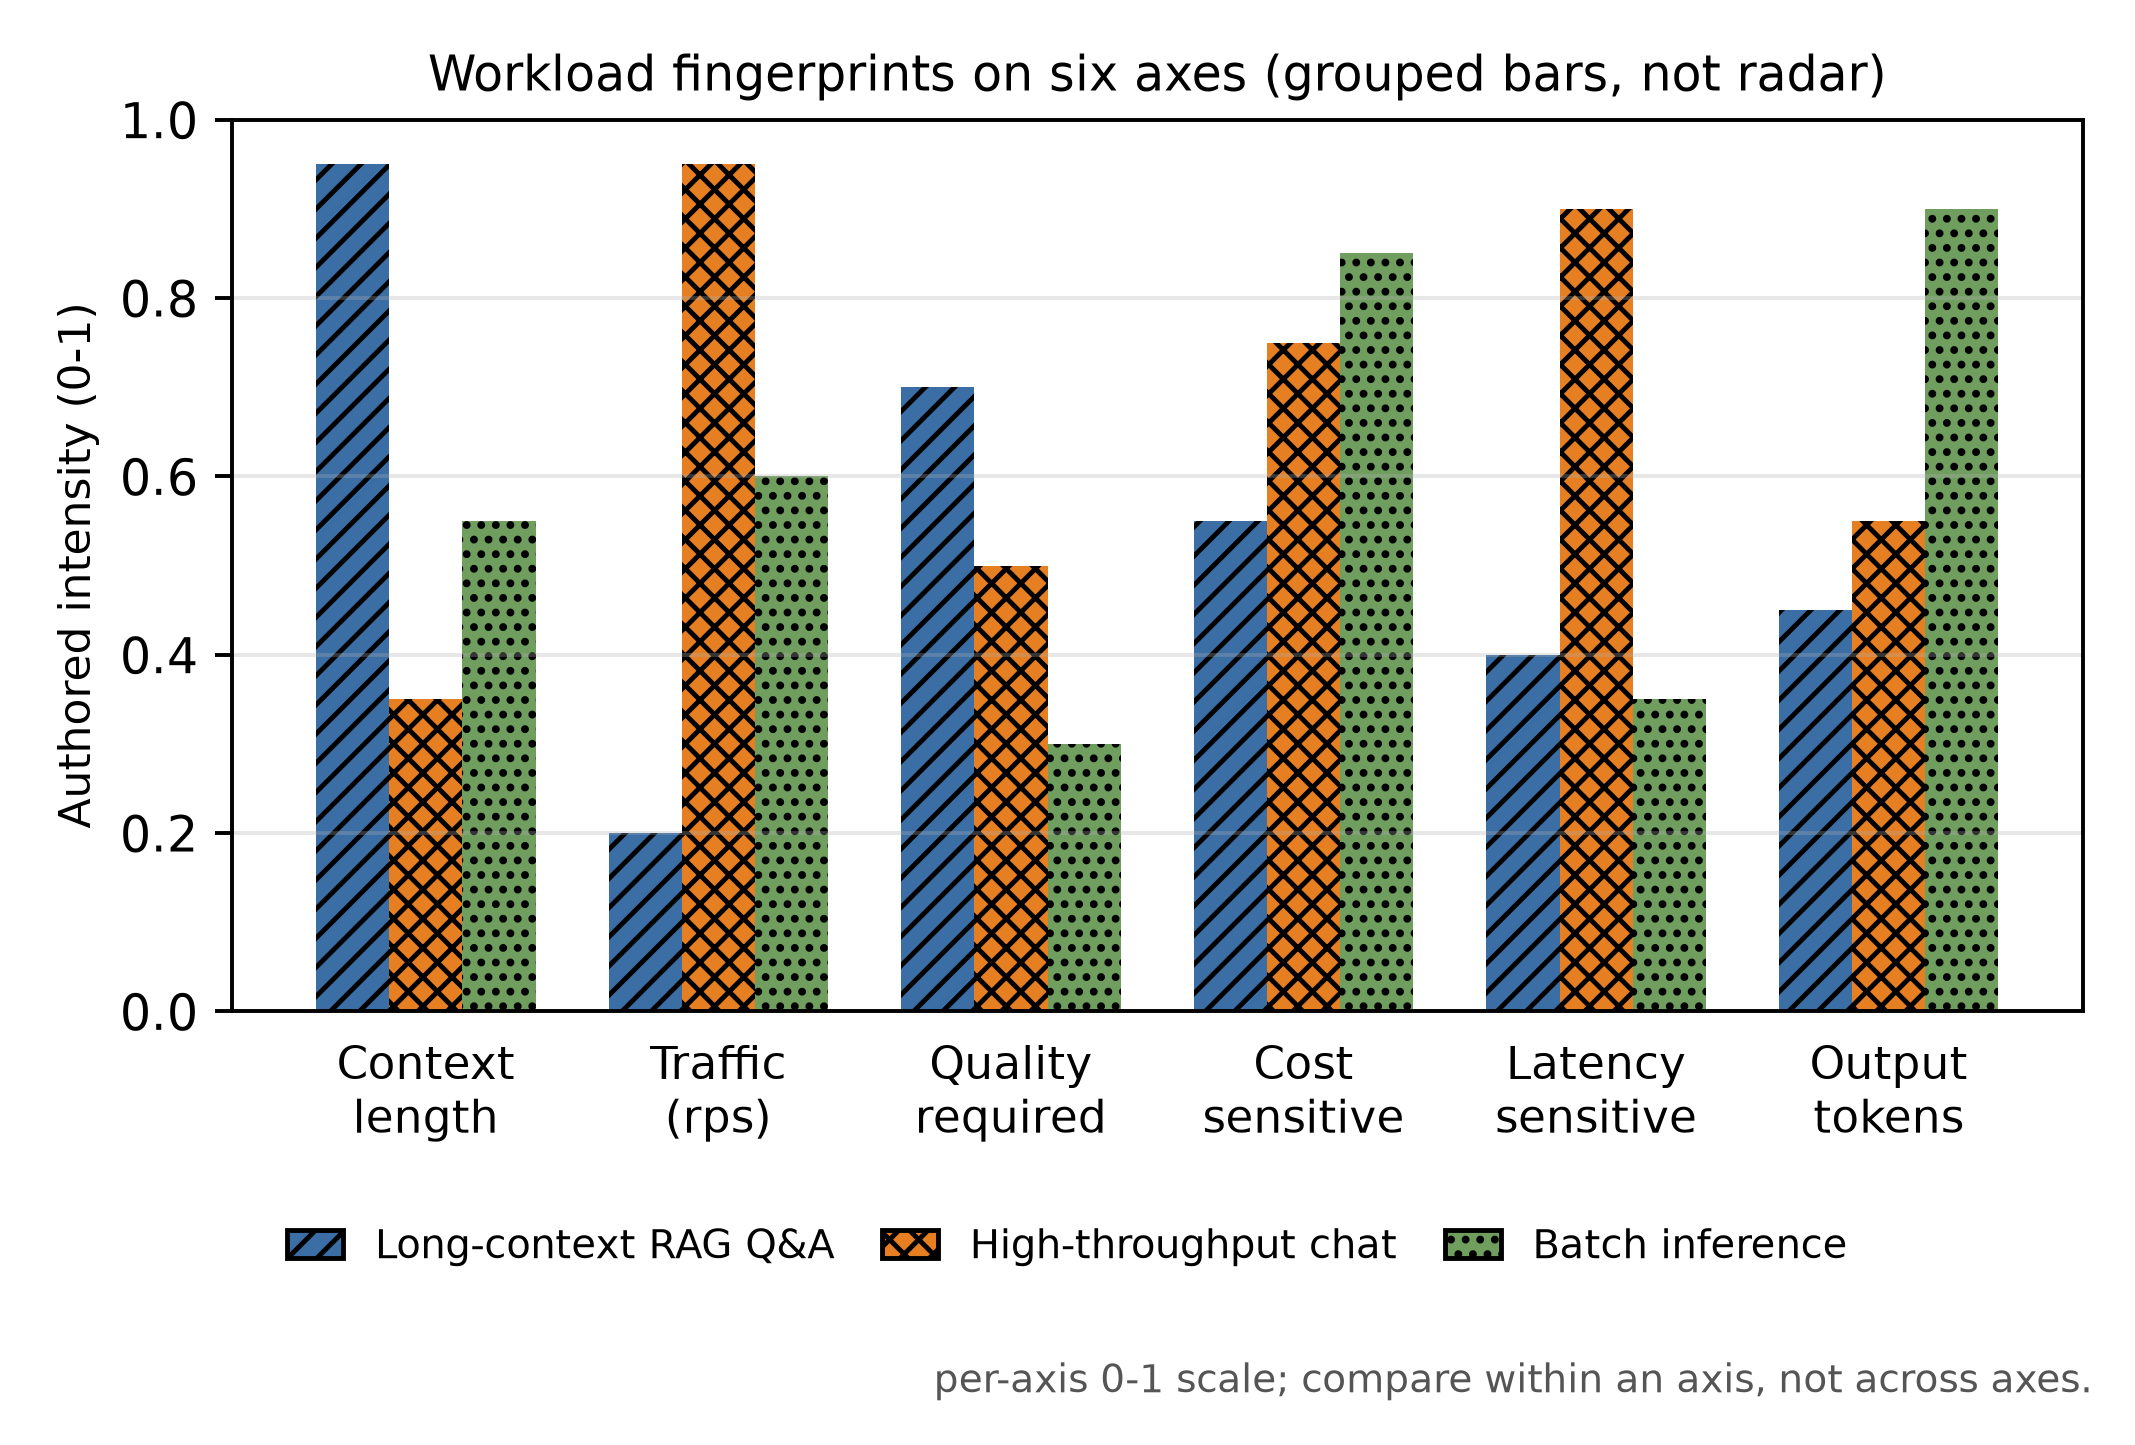 Workload fingerprints on six axes (grouped bars, not radar)
Authored intensity (0-1)
1.0
0.8
0.6
0.4
0.2
0.0
Context
length
Traffic
(rps)
Quality
required
Cost
sensitive
Latency
sensitive
Output
tokens
Long-context RAG Q&A
High-throughput chat
Batch inference
per-axis 0-1 scale; compare within an axis, not across axes.